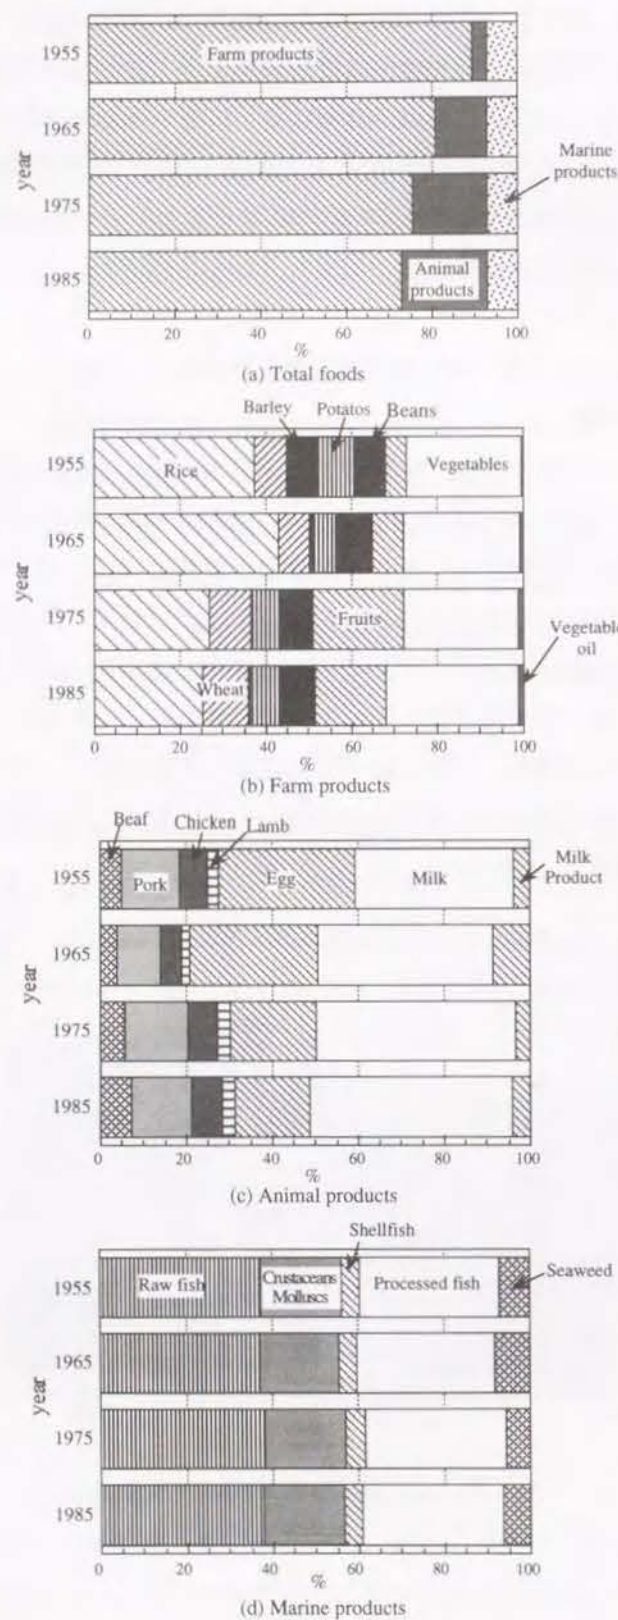 1955
Farm products
1965
Marine
products
year
1975
1985
Animal
products
0 20 40 60 80 100
%
(a) Total foods
Barley Potatos Beans
1955
Rice
Vegetables
1965
year
1975
Fruits
Vegetable
oil
1985
Wheat
0 20 40 60 80 100
%
(b) Farm products
Beaf Chicken Lamb
1955
Pork
Egg
Milk
Milk
Product
1965
year
1975
1985
0 20 40 60 80 100
%
(c) Animal products
Shellfish
1955
Raw fish
Crustaceans
Molluscs
Processed fish
Seaweed
1965
year
1975
1985
0 20 40 60 80 100
%
(d) Marine products